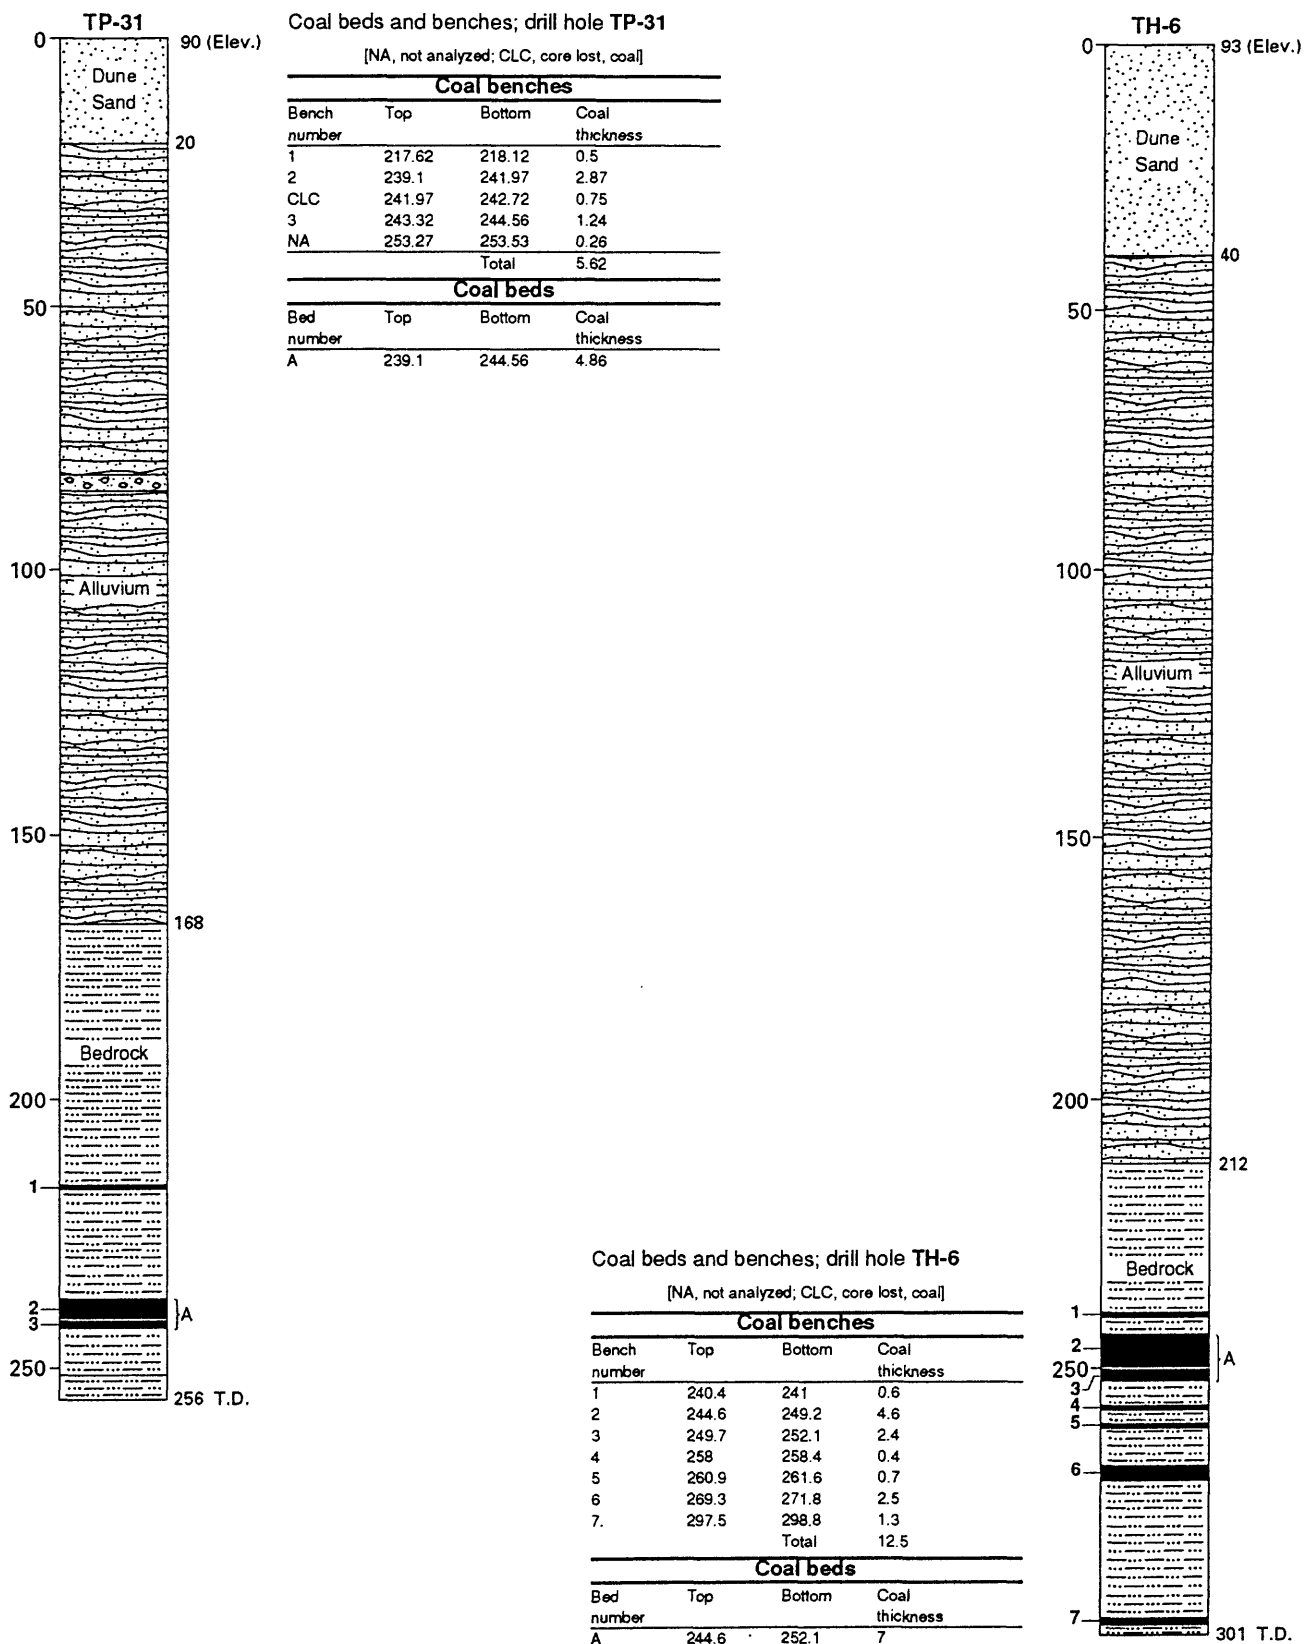 TP-31
0
90 (Elev.)
Dune
Sand
20
50
100
Alluvium
150
168
Bedrock
200
1
2
3
A
250
256 T.D.
Coal beds and benches; drill hole TP-31
[NA, not analyzed; CLC, core lost, coal]
Coal benches
Bench number Top Bottom Coal thickness
1 217.62 218.12 0.5
2 239.1 241.97 2.87
CLC 241.97 242.72 0.75
3 243.32 244.56 1.24
NA 253.27 253.53 0.26
Total 5.62
Coal beds
Bed number Top Bottom Coal thickness
A 239.1 244.56 4.86
Coal beds and benches; drill hole TH-6
[NA, not analyzed; CLC, core lost, coal]
Coal benches
Bench number Top Bottom Coal thickness
1 240.4 241 0.6
2 244.6 249.2 4.6
3 249.7 252.1 2.4
4 258 258.4 0.4
5 260.9 261.6 0.7
6 269.3 271.8 2.5
7. 297.5 298.8 1.3
Total 12.5
Coal beds
Bed number Top Bottom Coal thickness
A 244.6 252.1 7
TH-6
0
93 (Elev.)
Dune
Sand
40
50
100
Alluvium
150
200
212
Bedrock
1
2
A
250
3
4
5
6
7
301 T.D.